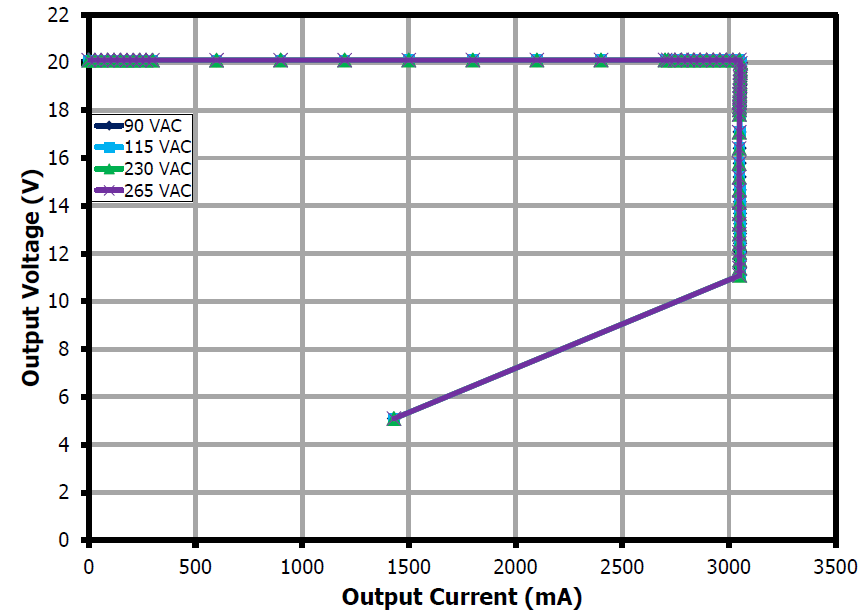 22
20
18
16
14
12
10
8
6
4
2
0
Output Voltage (V)
90 VAC
115 VAC
230 VAC
265 VAC
0 500 1000 1500 2000 2500 3000 3500
Output Current (mA)